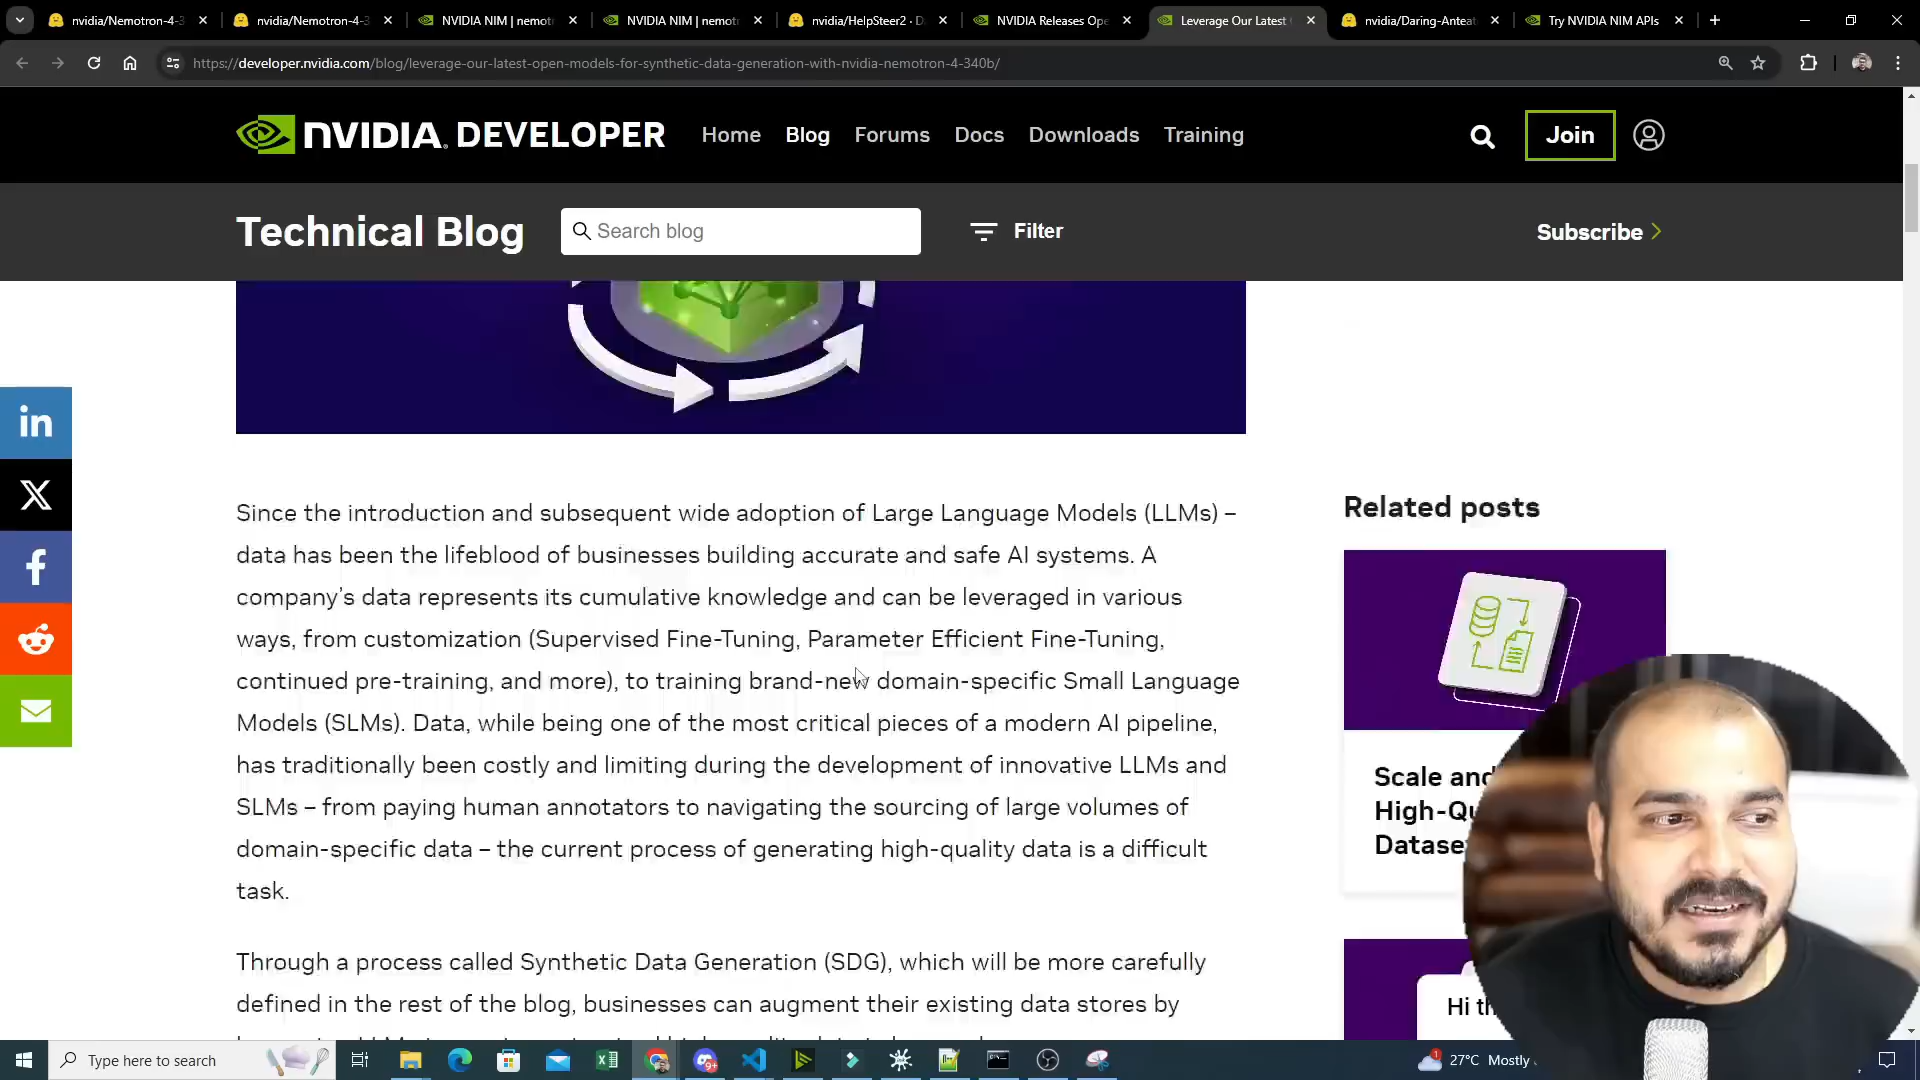 nvidia/Nemotron-4-3
nvidia/Nemotron-4-3
NVIDIA NIM | nemotr
NVIDIA NIM | nemotr
nvidia/HelpSteer2 · D
NVIDIA Releases Ope
Leverage Our Latest
nvidia/Daring-Anteat
Try NVIDIA NIM APIs
https://developer.nvidia.com/blog/leverage-our-latest-open-models-for-synthetic-data-generation-with-nvidia-nemotron-4-340b/
NVIDIA. DEVELOPER
Home
Blog
Forums
Docs
Downloads
Training
Join
Technical Blog
Search blog
Filter
Subscribe
in
X
f
Since the introduction and subsequent wide adoption of Large Language Models (LLMs) –
data has been the lifeblood of businesses building accurate and safe AI systems. A
company’s data represents its cumulative knowledge and can be leveraged in various
ways, from customization (Supervised Fine-Tuning, Parameter Efficient Fine-Tuning,
continued pre-training, and more), to training brand-new domain-specific Small Language
Models (SLMs). Data, while being one of the most critical pieces of a modern AI pipeline,
has traditionally been costly and limiting during the development of innovative LLMs and
SLMs – from paying human annotators to navigating the sourcing of large volumes of
domain-specific data – the current process of generating high-quality data is a difficult
task.
Through a process called Synthetic Data Generation (SDG), which will be more carefully
defined in the rest of the blog, businesses can augment their existing data stores by
Related posts
Scale and
High-Qu
Datase
Hi th
Type here to search
9+
1
27°C Mostly